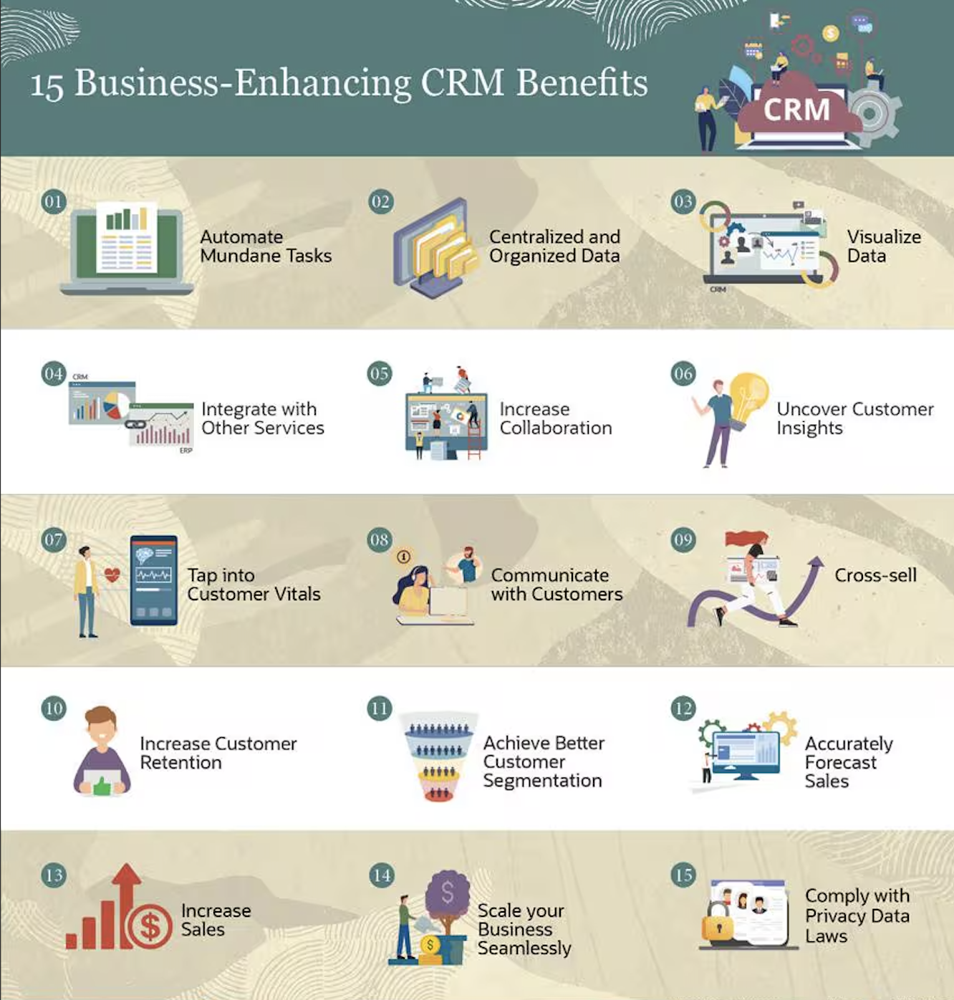 15 Business-Enhancing CRM Benefits
CRM
01
Automate
Mundane Tasks
02
Centralized and
Organized Data
03
CRM
Visualize
Data
04
CRM
ERP
Integrate with
Other Services
05
Increase
Collaboration
06
Uncover Customer
Insights
07
Tap into
Customer Vitals
08
Communicate
with Customers
09
Cross-sell
10
Increase Customer
Retention
11
Achieve Better
Customer
Segmentation
12
Accurately
Forecast
Sales
13
$
Increase
Sales
14
$
$
Scale your
Business
Seamlessly
15
Comply with
Privacy Data
Laws